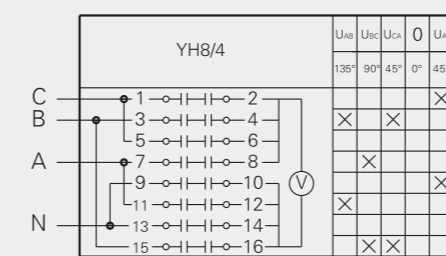 YH8/4
UAB UBC UCA 0
135° 90° 45° 0° 45
C 1 2 ×
B 3 4 × ×
5 6
A 7 8 ×
9 10 V ×
11 12 ×
N 13 14
15 16 × ×